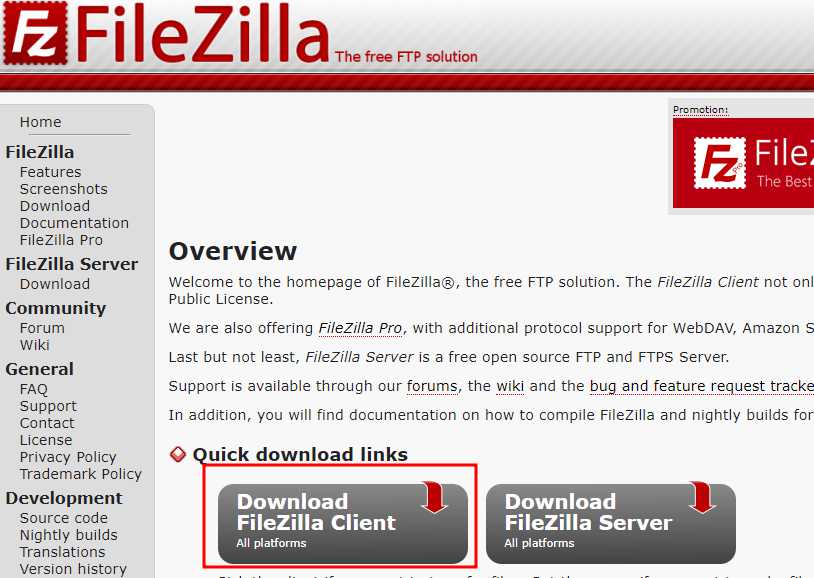 Fz FileZilla The free FTP solution
Home
FileZilla
Features
Screenshots
Download
Documentation
FileZilla Pro
FileZilla Server
Download
Community
Forum
Wiki
General
FAQ
Support
Contact
License
Privacy Policy
Trademark Policy
Development
Source code
Nightly builds
Translations
Version history
Promotion:
Fz Pro
The Best
Overview
Welcome to the homepage of FileZilla®, the free FTP solution. The FileZilla Client not
Public License.
We are also offering FileZilla Pro, with additional protocol support for WebDAV, Amazon
Last but not least, FileZilla Server is a free open source FTP and FTPS Server.
Support is available through our forums, the wiki and the bug and feature request
In addition, you will find documentation on how to compile FileZilla and nightly builds for
Quick download links
Download
FileZilla Client
All platforms
Download
FileZilla Server
All platforms